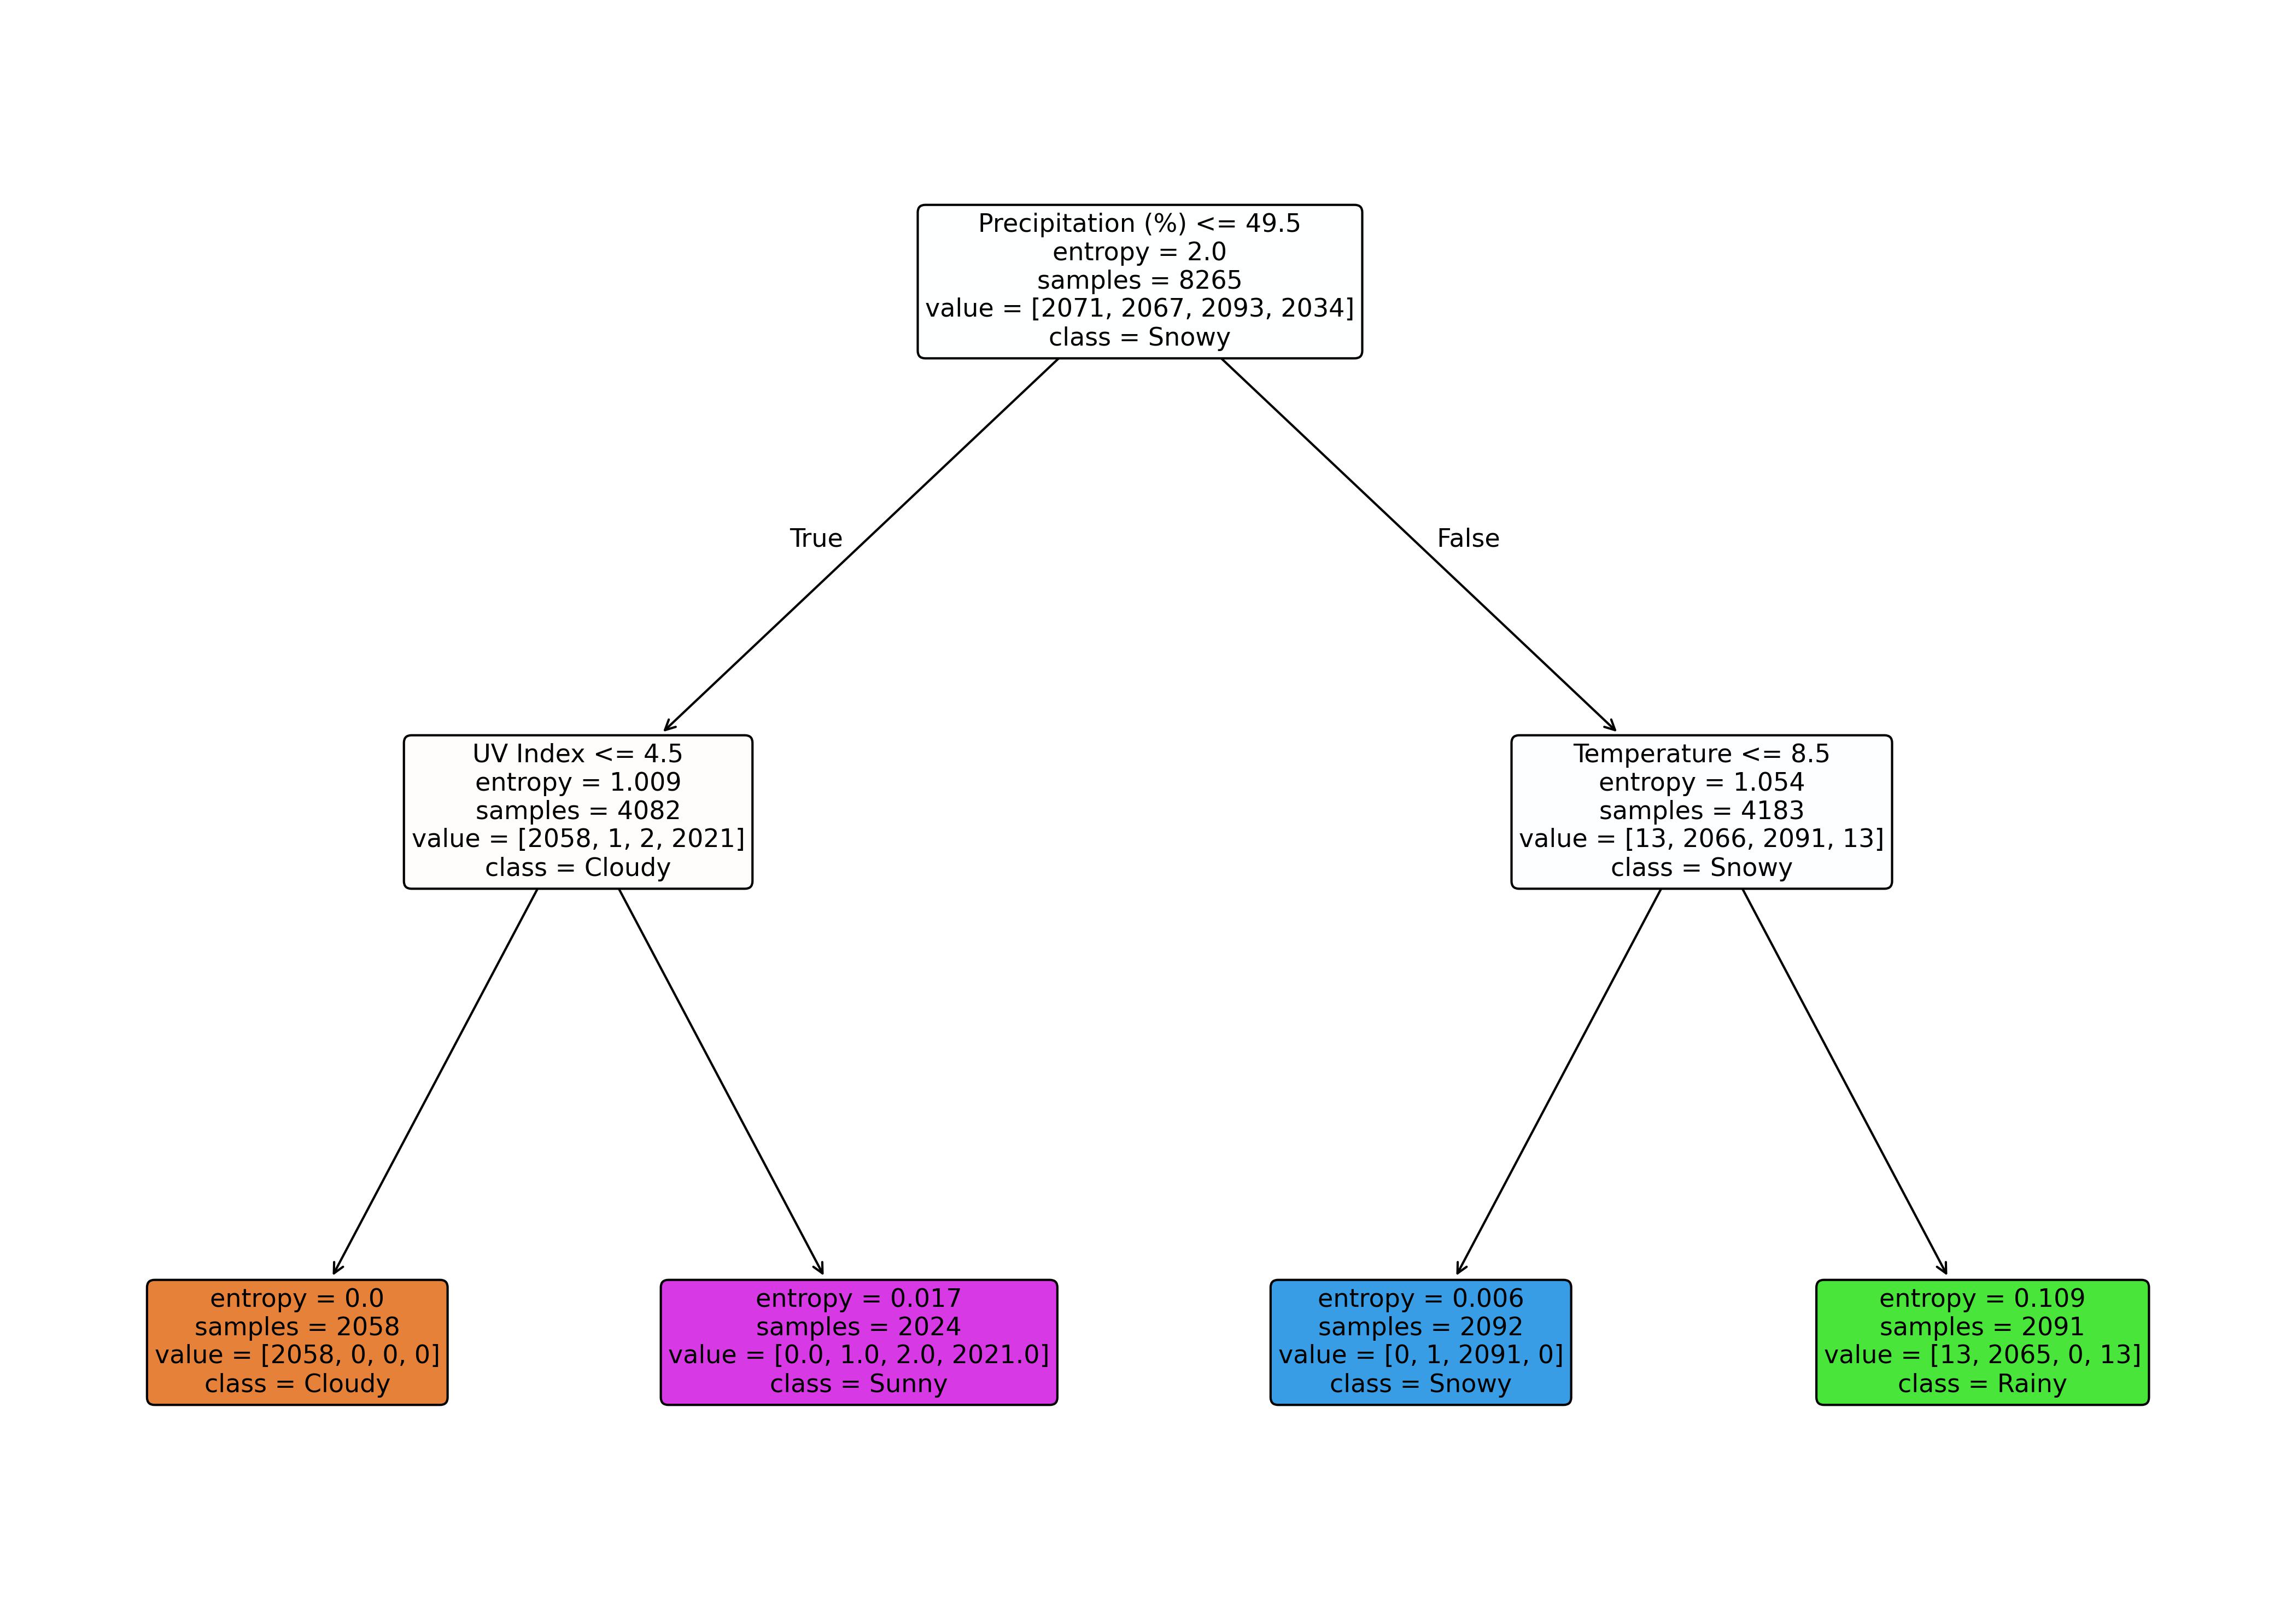 Precipitation (%) <= 49.5
entropy = 2.0
samples = 8265
value = [2071, 2067, 2093, 2034]
class = Snowy
True
False
UV Index <= 4.5
entropy = 1.009
samples = 4082
value = [2058, 1, 2, 2021]
class = Cloudy
Temperature <= 8.5
entropy = 1.054
samples = 4183
value = [13, 2066, 2091, 13]
class = Snowy
entropy = 0.0
samples = 2058
value = [2058, 0, 0, 0]
class = Cloudy
entropy = 0.017
samples = 2024
value = [0.0, 1.0, 2.0, 2021.0]
class = Sunny
entropy = 0.006
samples = 2092
value = [0, 1, 2091, 0]
class = Snowy
entropy = 0.109
samples = 2091
value = [13, 2065, 0, 13]
class = Rainy